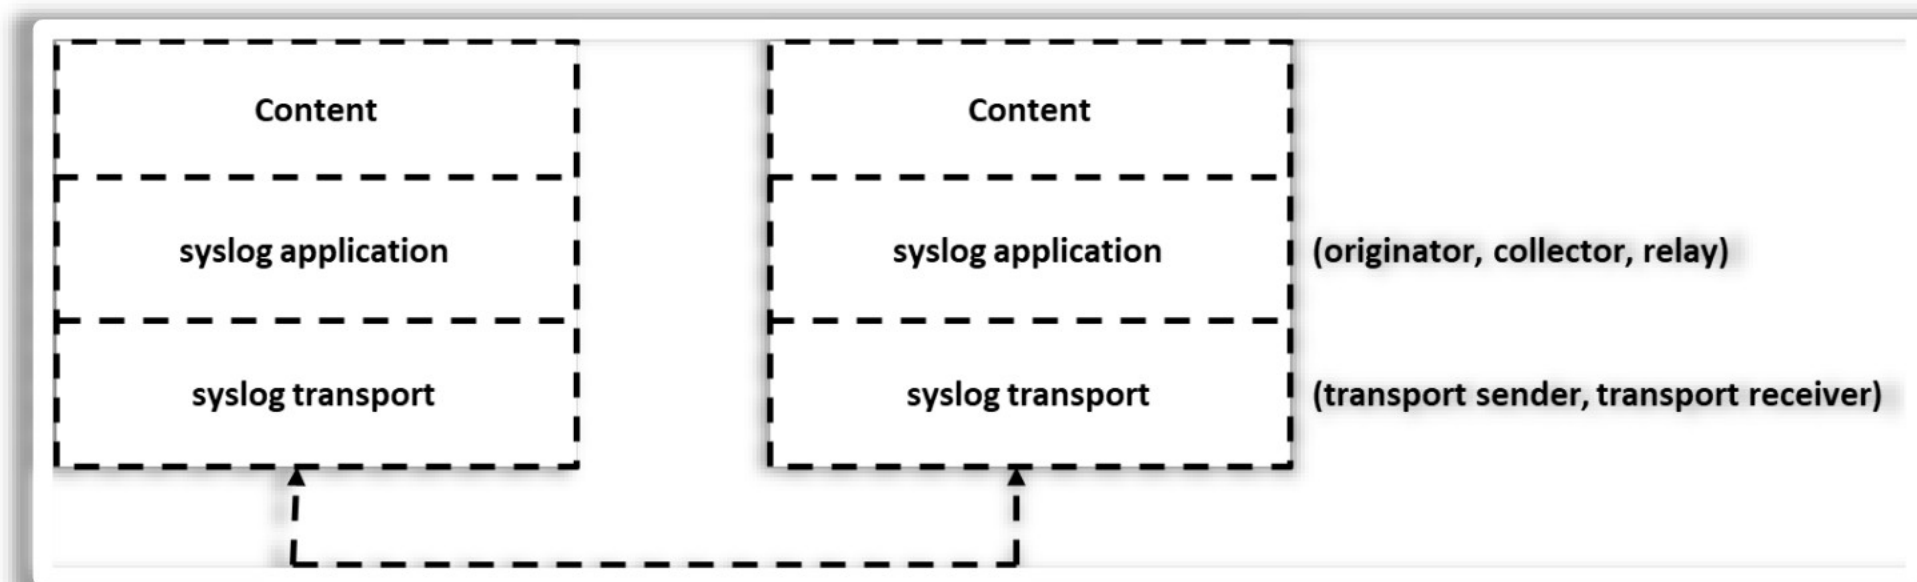 Content
Content
syslog application
syslog application
(originator, collector, relay)
syslog transport
syslog transport
(transport sender, transport receiver)